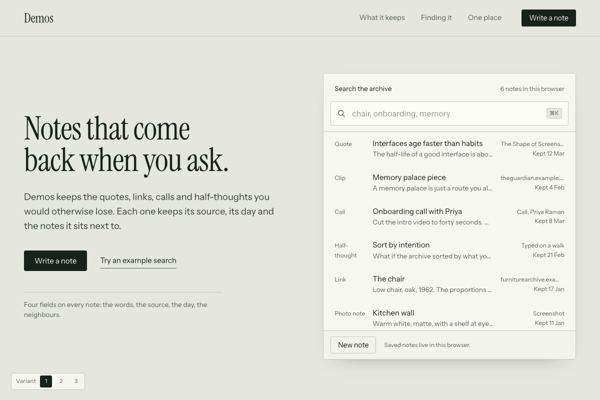 Demos
What it keeps
Finding it
One place
Write a note
Notes that come
back when you ask.
Demos keeps the quotes, links, calls and half-thoughts you
would otherwise lose. Each one keeps its source, its day and
the notes it sits next to.
Write a note
Try an example search
Four fields on every note: the words, the source, the day, the
neighbours.
Search the archive
6 notes in this browser
chair, onboarding, memory
⌘K
Quote
Interfaces age faster than habits
The Shape of Screens…
The half-life of a good interface is abo…
Kept 12 Mar
Clip
Memory palace piece
theguardian.example,…
A memory palace is just a route you al…
Kept 4 Feb
Call
Onboarding call with Priya
Call, Priya Raman
Cut the intro video to forty seconds. …
Kept 8 Mar
Half-
thought
Sort by intention
Typed on a walk
What if the archive sorted by what yo…
Kept 21 Feb
Link
The chair
furniturearchive.exa…
Low chair, oak, 1962. The proportions …
Kept 17 Jan
Photo note
Kitchen wall
Screenshot
Warm white, matte, with a shelf at eye…
Kept 11 Jan
New note
Saved notes live in this browser.
Variant
1
2
3